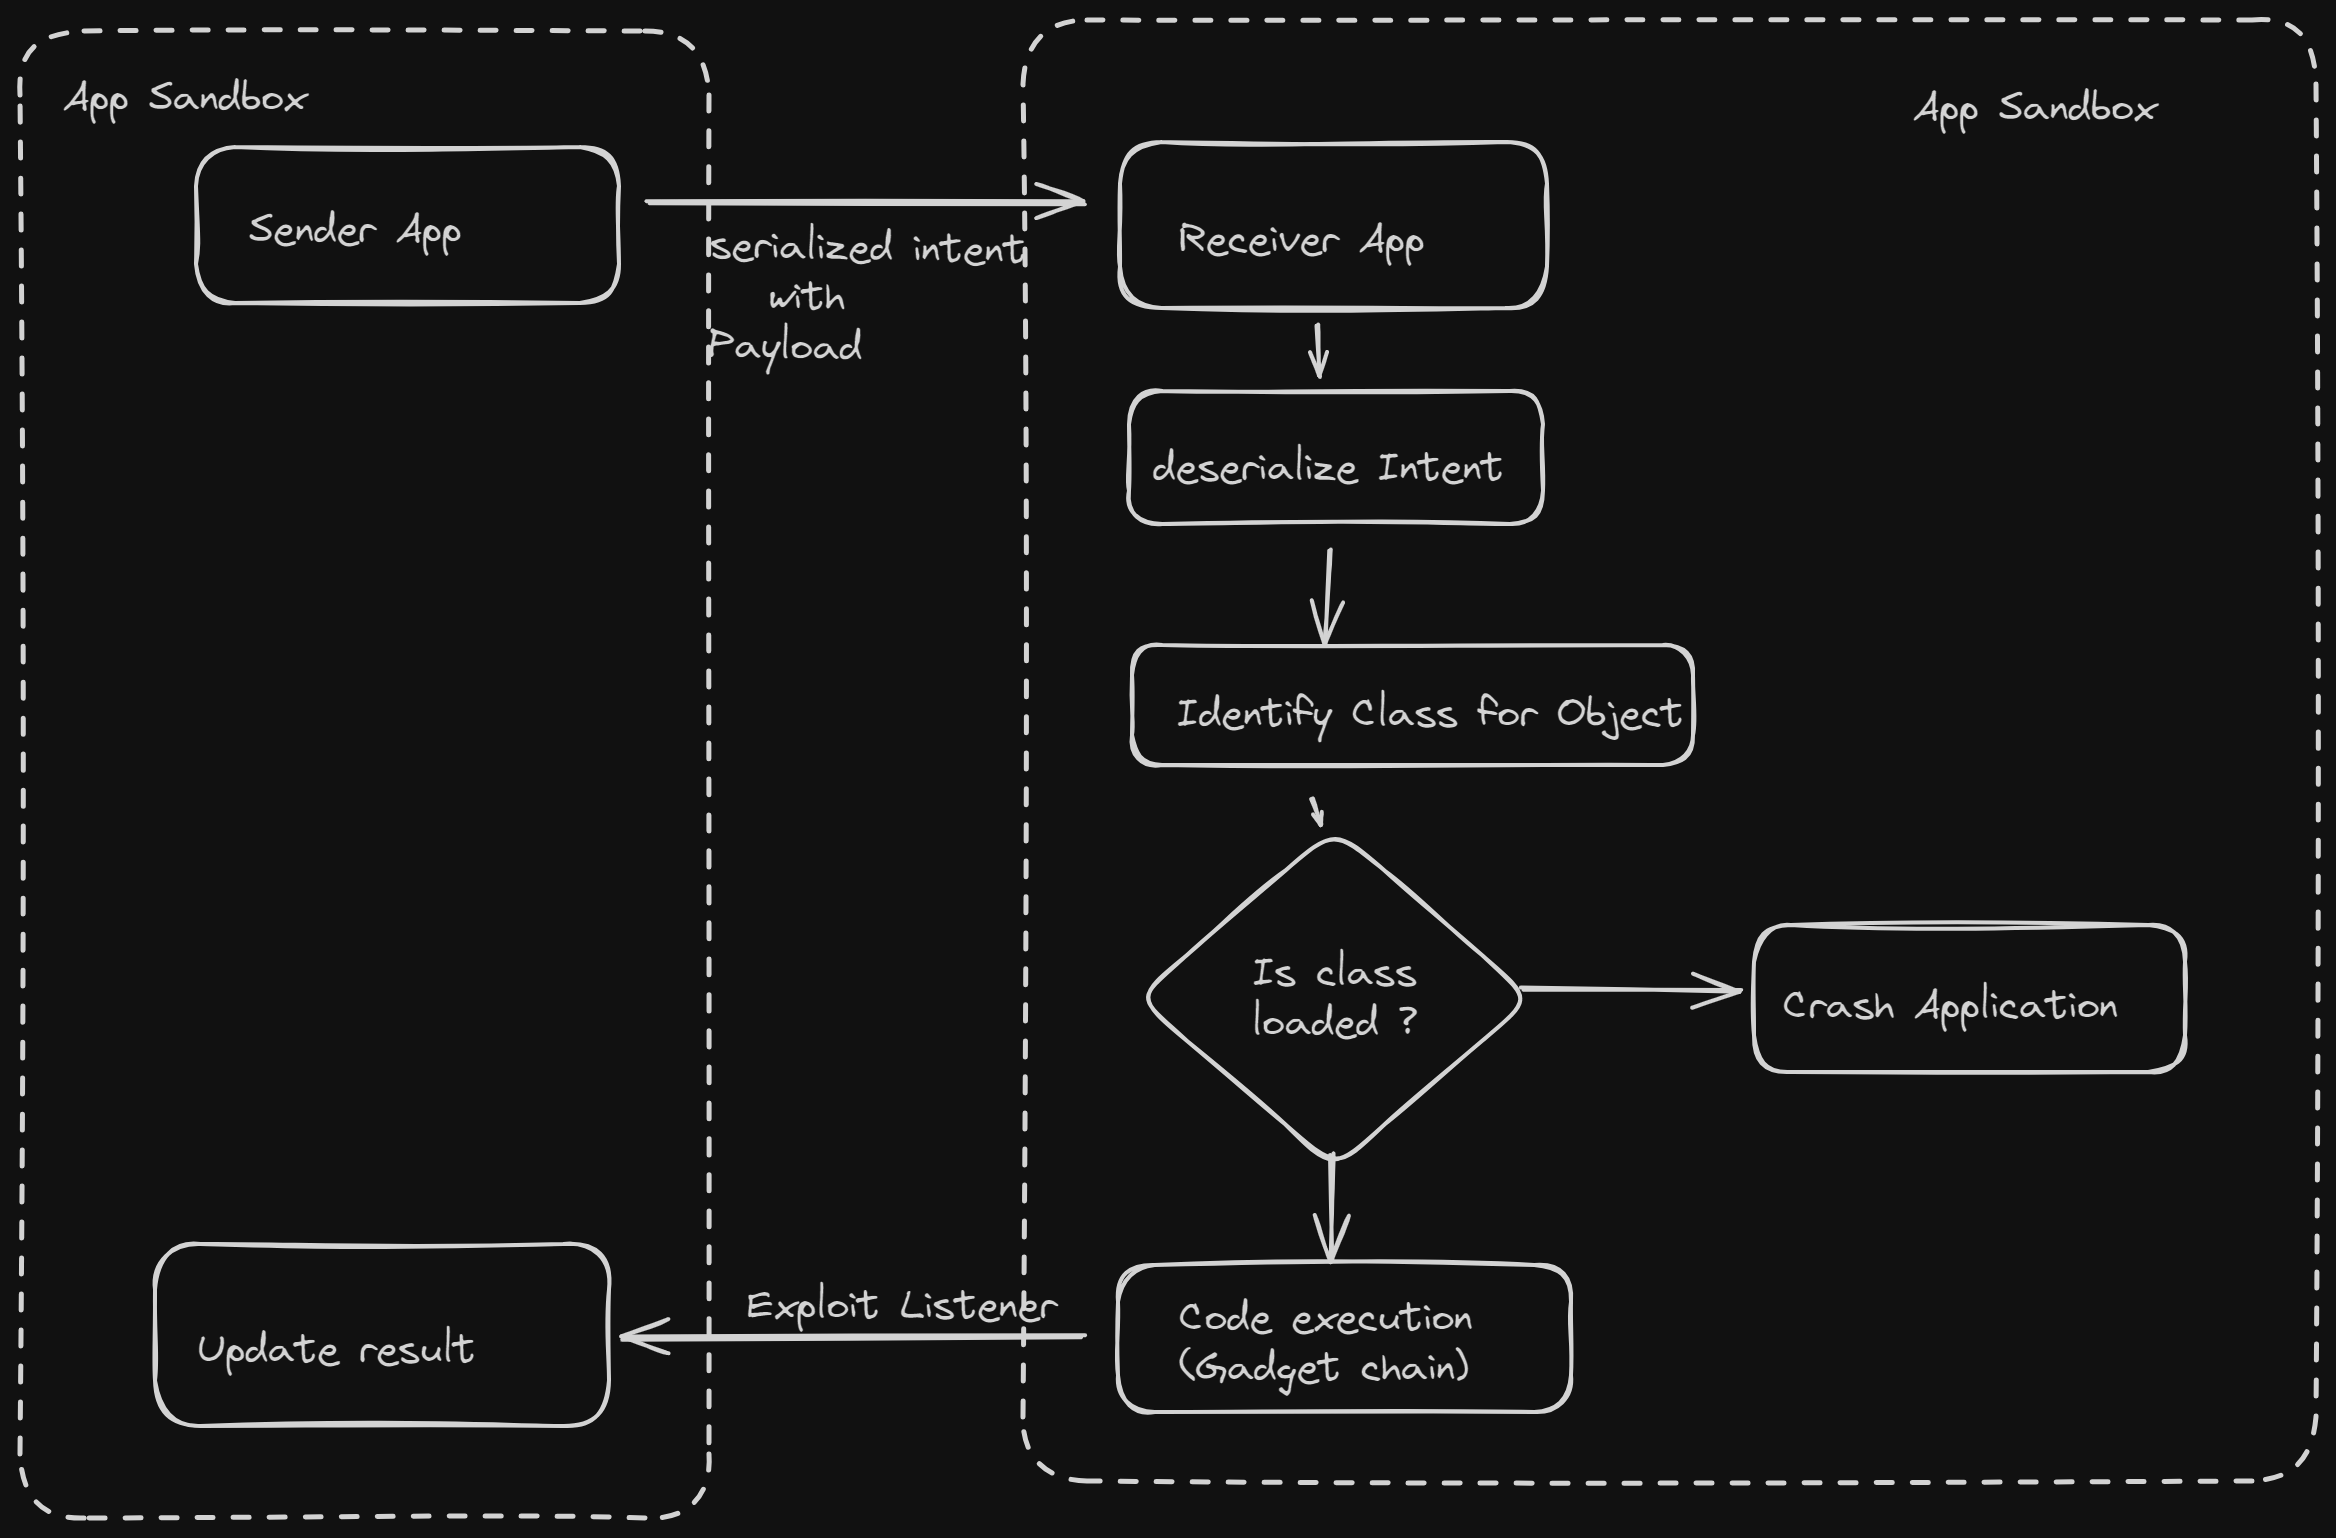 App Sandbox
Sender App
serialized intent
with
Payload
App Sandbox
Receiver App
deserialize Intent
Identify Class for Object
Is class
loaded ?
Crash Application
Code execution
(Gadget chain)
Exploit Listener
Update result